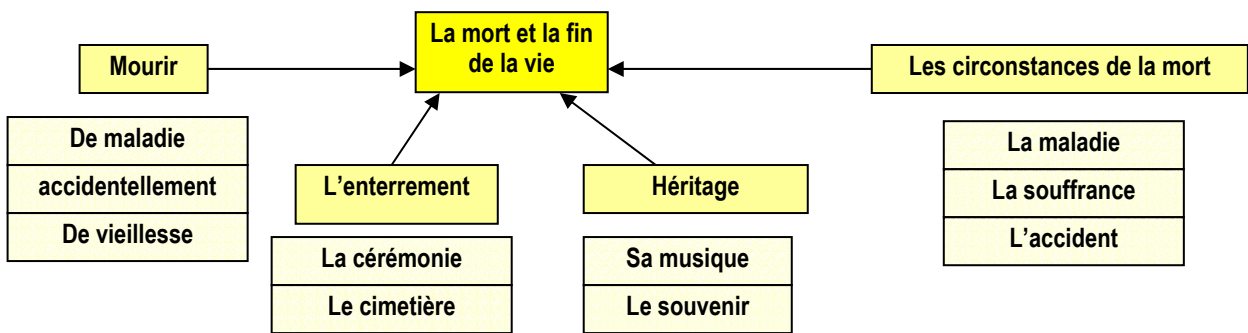 La mort et la fin
de la vie
Mourir
De maladie
accidentellement
De vieillesse
L’enterrement
La cérémonie
Le cimetière
Héritage
Sa musique
Le souvenir
Les circonstances de la mort
La maladie
La souffrance
L’accident